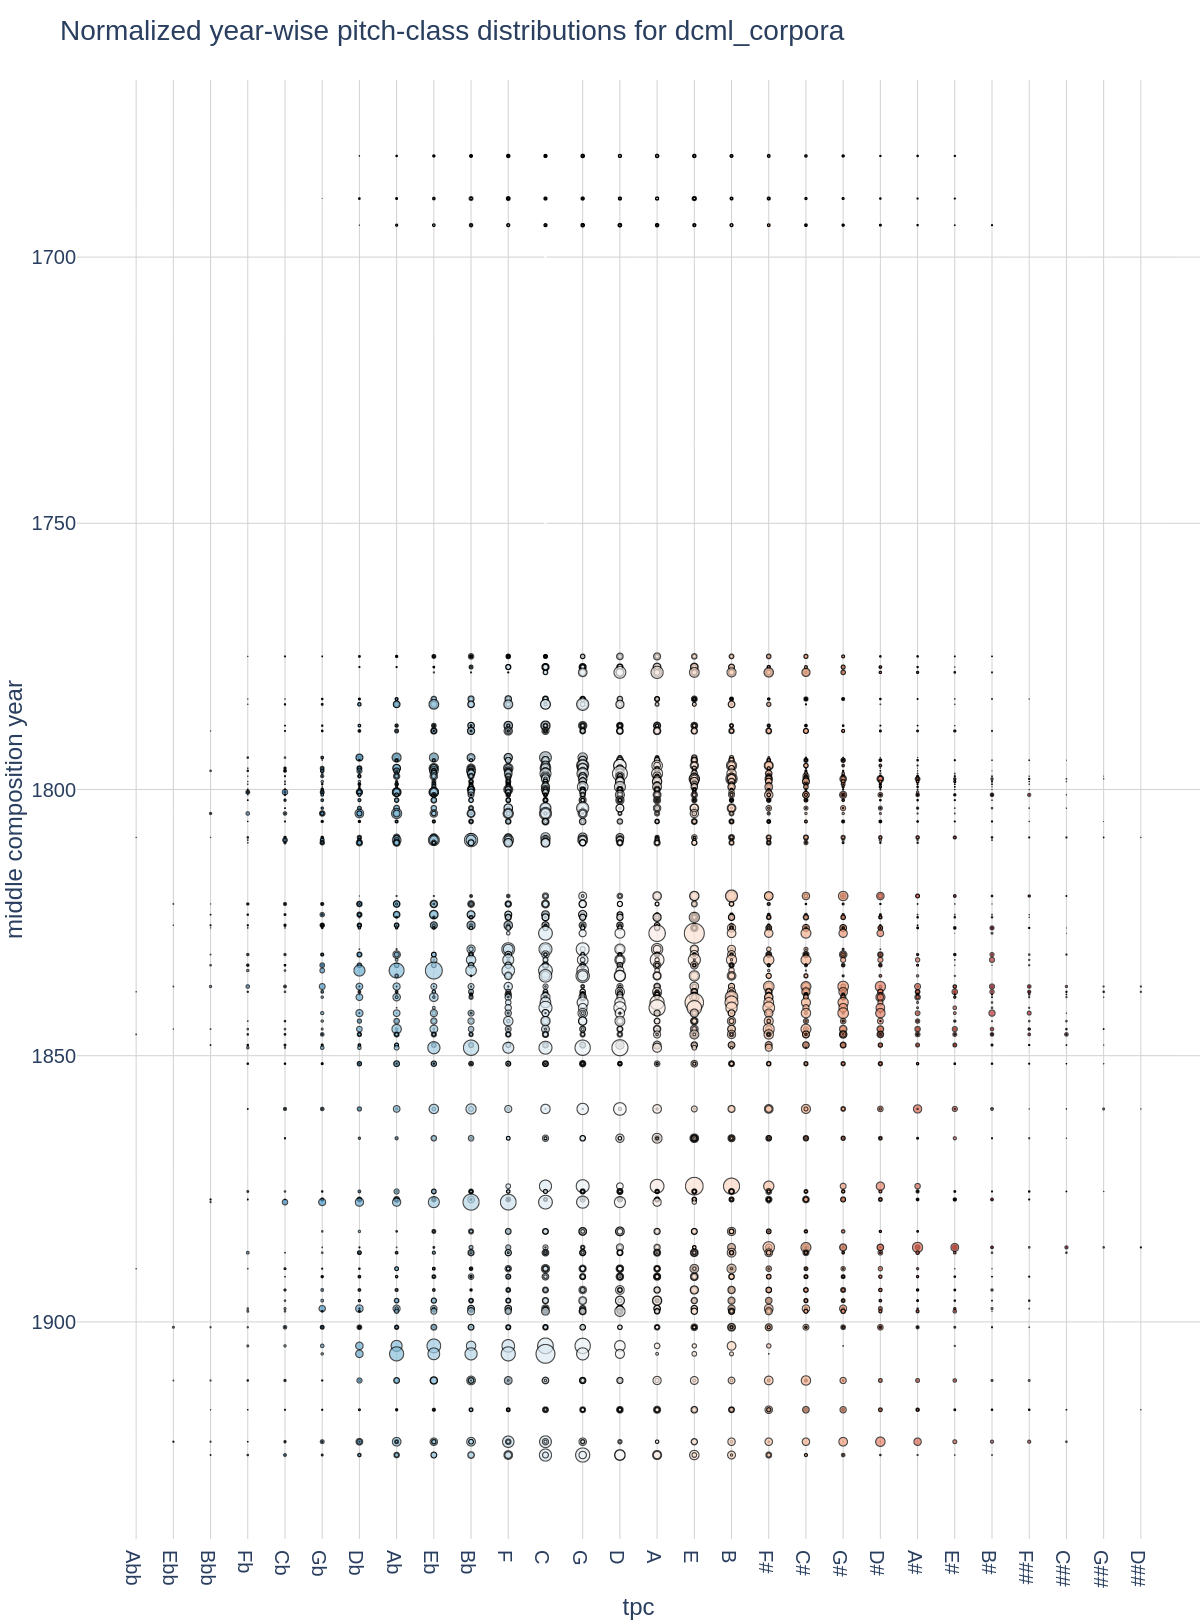 Normalized year-wise pitch-class distributions for dcml_corpora
1700
1750
1800
1850
1900
middle composition year
Abb
Ebb
Bbb
Fb
Cb
Gb
Db
Ab
Eb
Bb
F
C
G
D
A
E
B
F#
C#
G#
D#
A#
E#
B#
F##
C##
G##
D##
tpc